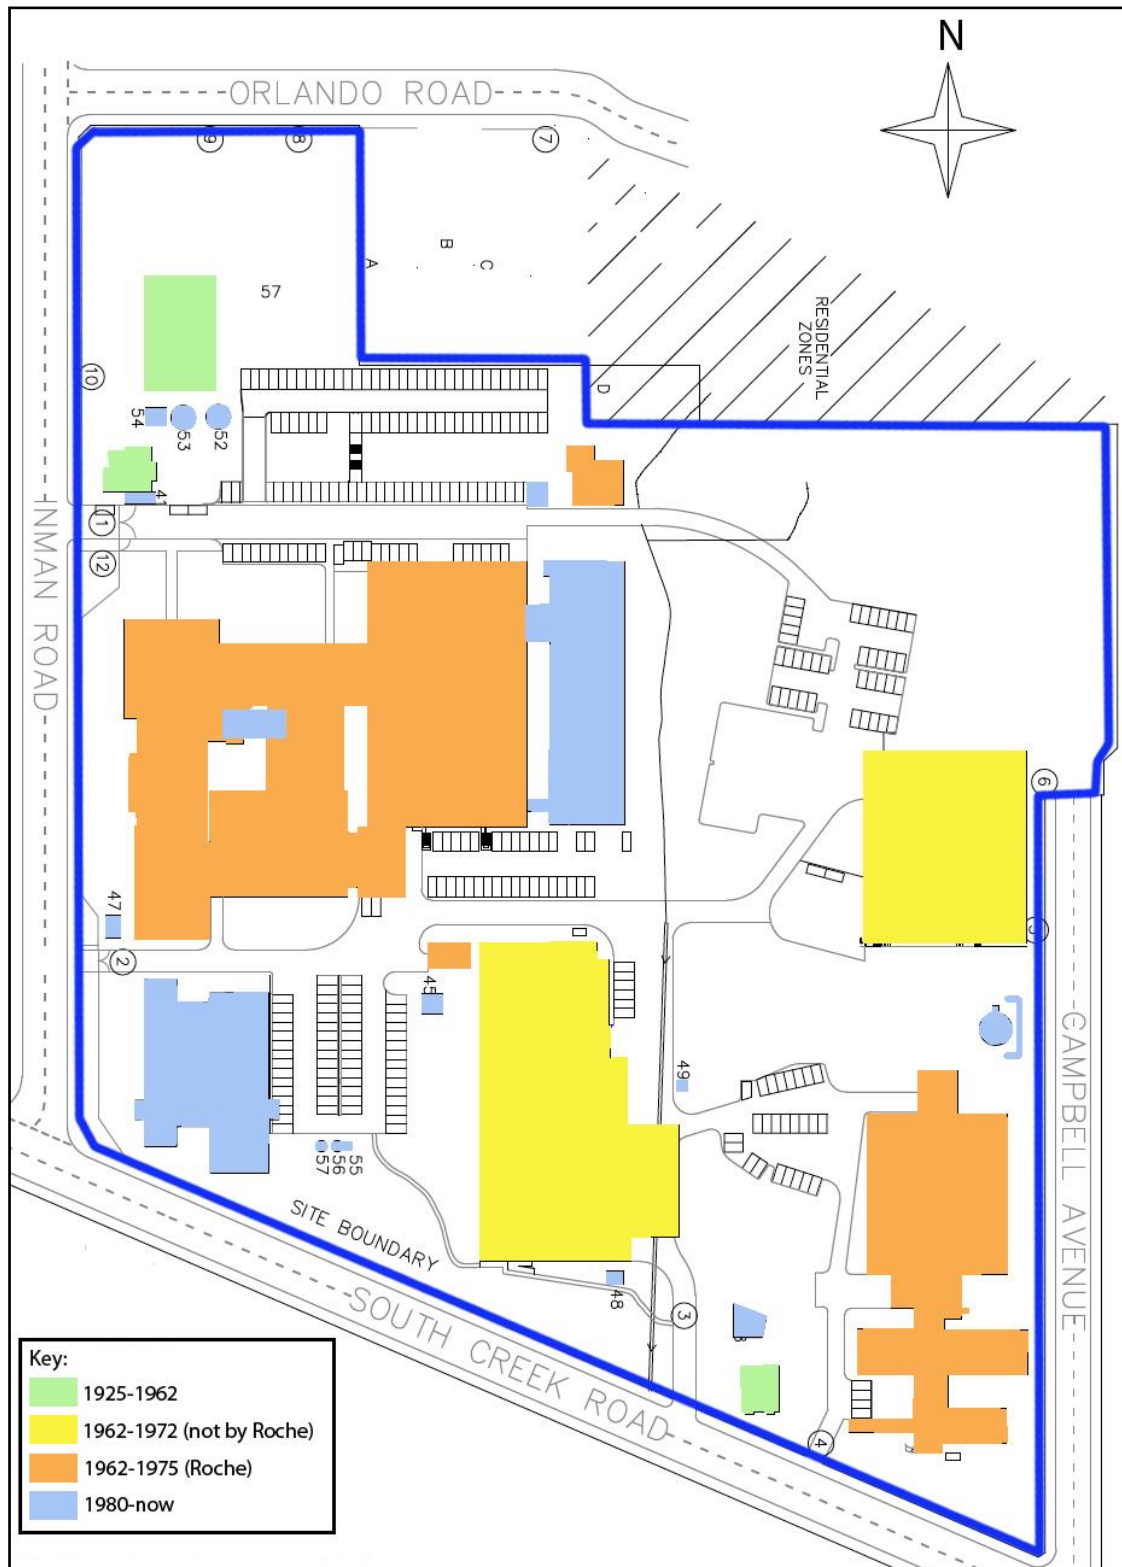 N
ORLANDO ROAD
9
8
7
B
C
A
57
RESIDENTIAL
ZONES
10
D
54
53
52
41
1
12
INMAN ROAD
6
47
5
2
45
49
CAMPBELL AVENUE
57
56
55
SITE BOUNDARY
48
3
SOUTH CREEK ROAD
4
Key:
1925-1962
1962-1972 (not by Roche)
1962-1975 (Roche)
1980-now